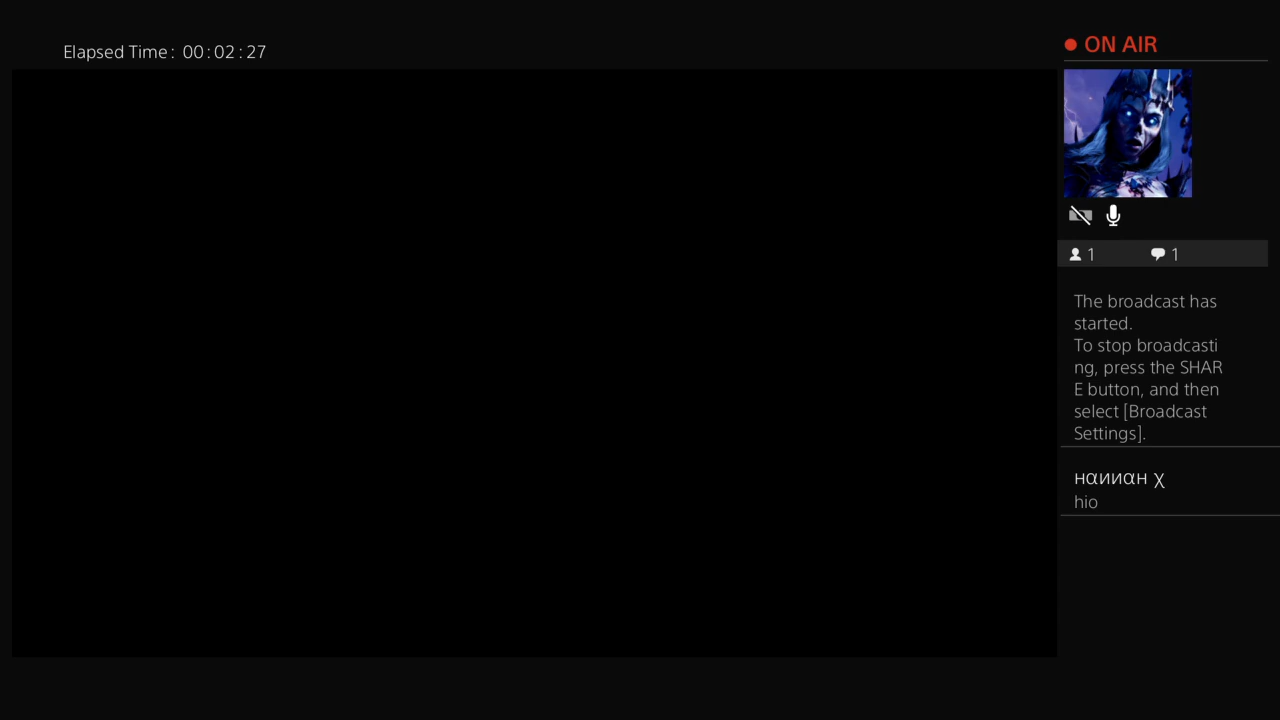 Elapsed Time: 00:02:27
ON AIR
1 1
The broadcast has
started.
To stop broadcasti
ng, press the SHAR
E button, and then
select [Broadcast
Settings].
нαииαн χ
hio